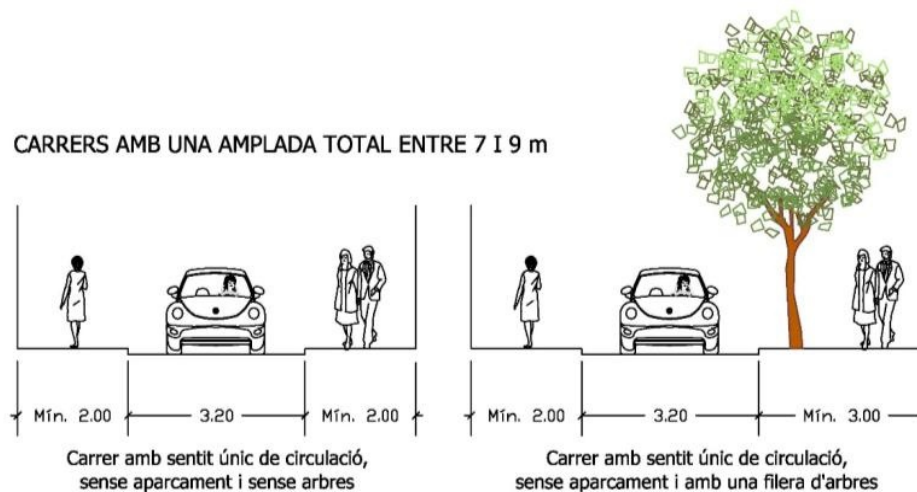 CARRERS AMB UNA AMPLADA TOTAL ENTRE 7 I 9 m
Mín. 2.00
3.20
Mín. 2.00
Mín. 2.00
3.20
Mín. 3.00
Carrer amb sentit únic de circulació,
sense aparcament i sense arbres
Carrer amb sentit únic de circulació,
sense aparcament i amb una filera d'arbres